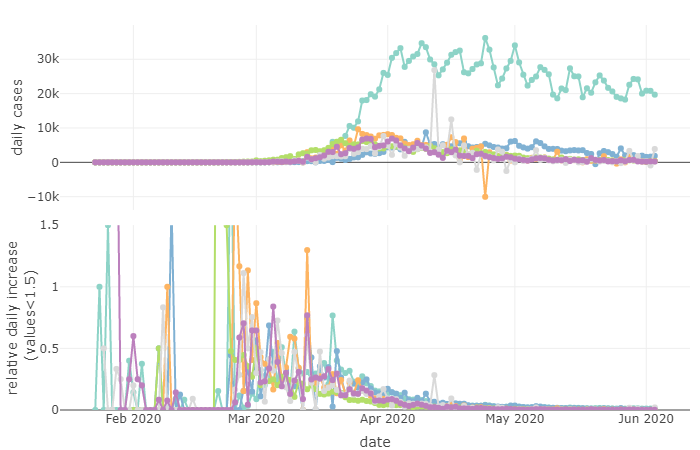 daily cases
30k
20k
10k
0
−10k
relative daily increase
(values<1.5)
1.5
1
0.5
0
Feb 2020
Mar 2020
Apr 2020
May 2020
Jun 2020
date